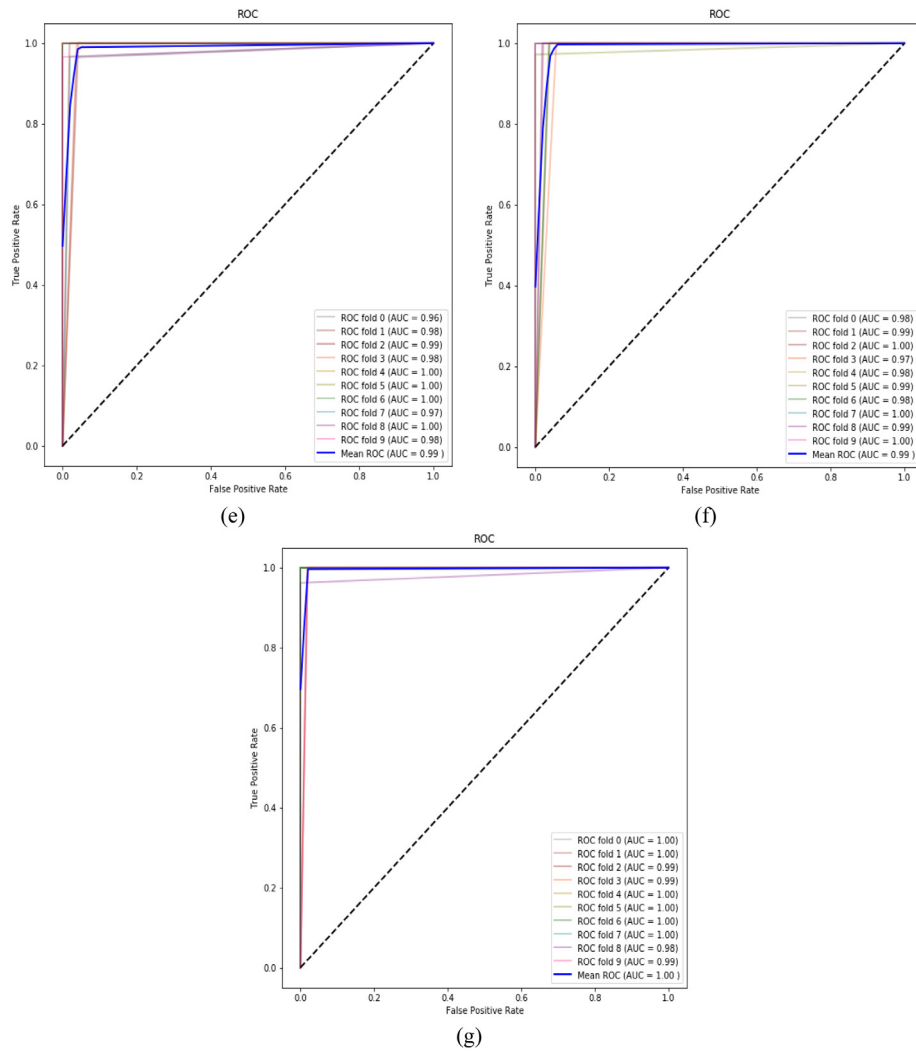 ROC
1.0
0.8
0.6
0.4
0.2
0.0
True Positive Rate
ROC fold 0 (AUC = 0.96)
ROC fold 1 (AUC = 0.98)
ROC fold 2 (AUC = 0.99)
ROC fold 3 (AUC = 0.98)
ROC fold 4 (AUC = 1.00)
ROC fold 5 (AUC = 1.00)
ROC fold 6 (AUC = 1.00)
ROC fold 7 (AUC = 0.97)
ROC fold 8 (AUC = 1.00)
ROC fold 9 (AUC = 0.98)
Mean ROC (AUC = 0.99 )
0.0 0.2 0.4 0.6 0.8 1.0
False Positive Rate
(e)
ROC
1.0
0.8
0.6
0.4
0.2
0.0
True Positive Rate
ROC fold 0 (AUC = 0.98)
ROC fold 1 (AUC = 0.99)
ROC fold 2 (AUC = 1.00)
ROC fold 3 (AUC = 0.97)
ROC fold 4 (AUC = 0.98)
ROC fold 5 (AUC = 0.99)
ROC fold 6 (AUC = 0.98)
ROC fold 7 (AUC = 1.00)
ROC fold 8 (AUC = 0.99)
ROC fold 9 (AUC = 1.00)
Mean ROC (AUC = 0.99 )
0.0 0.2 0.4 0.6 0.8 1.0
False Positive Rate
(f)
ROC
1.0
0.8
0.6
0.4
0.2
0.0
True Positive Rate
ROC fold 0 (AUC = 1.00)
ROC fold 1 (AUC = 1.00)
ROC fold 2 (AUC = 0.99)
ROC fold 3 (AUC = 0.99)
ROC fold 4 (AUC = 1.00)
ROC fold 5 (AUC = 1.00)
ROC fold 6 (AUC = 1.00)
ROC fold 7 (AUC = 1.00)
ROC fold 8 (AUC = 0.98)
ROC fold 9 (AUC = 0.99)
Mean ROC (AUC = 1.00 )
0.0 0.2 0.4 0.6 0.8 1.0
False Positive Rate
(g)